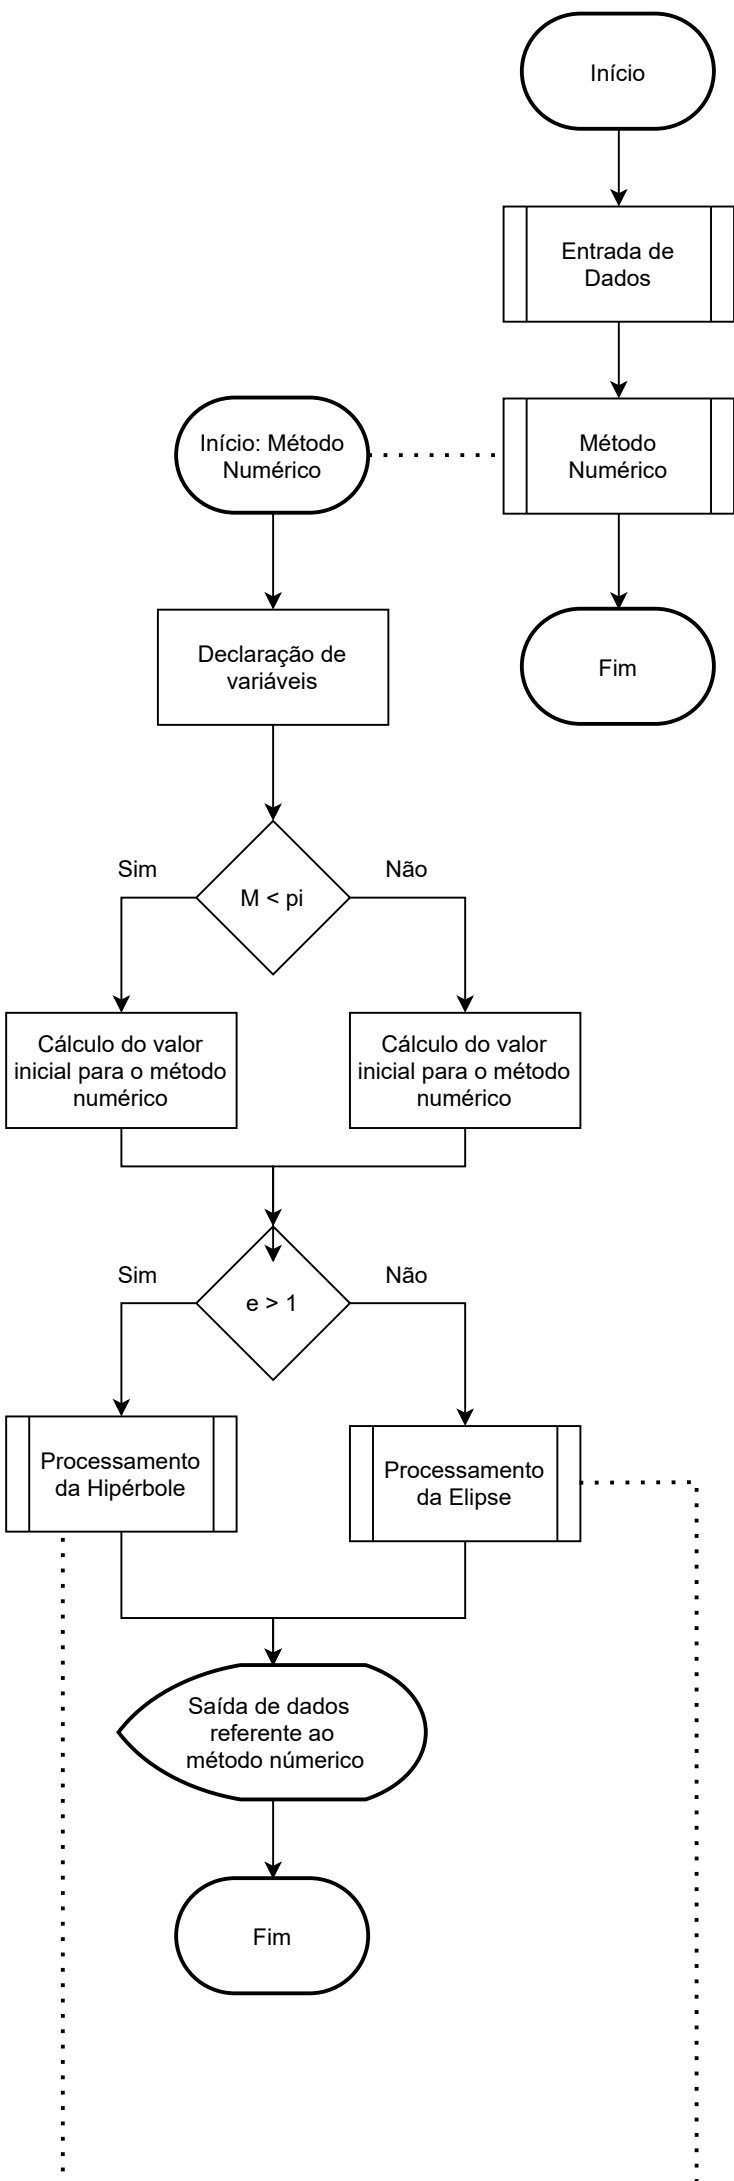 Início
Entrada de
Dados
Início: Método
Numérico
Método
Numérico
Declaração de
variáveis
Fim
Sim
Não
M < pi
Cálculo do valor
inicial para o método
numérico
Cálculo do valor
inicial para o método
numérico
Sim
Não
e > 1
Processamento
da Hipérbole
Processamento
da Elipse
Saída de dados
referente ao
método númerico
Fim